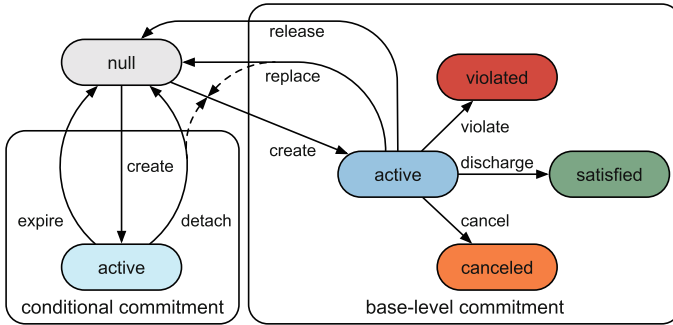 release
null
replace
violated
violate
create
create
active
discharge
satisfied
expire
detach
cancel
active
canceled
conditional commitment
base-level commitment